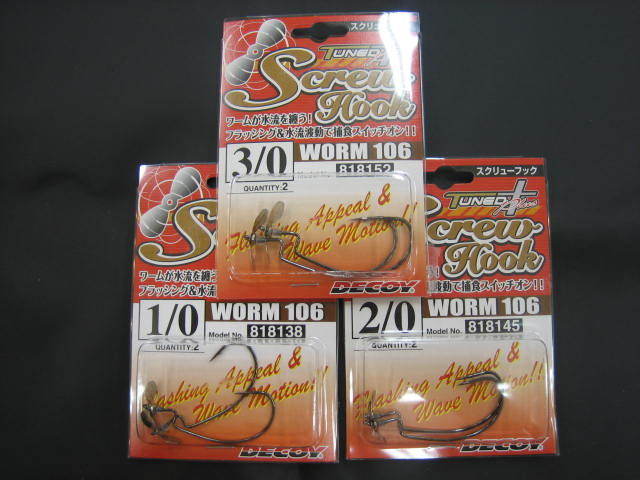 スクリューフック
TUNED+
Screw
Hook
ワームが水流を纏う!
フラッシング&水流波動で捕食スイッチオン!!
3/0
WORM 106
Model No. 818152
QUANTITY:2
Flashing Appeal &
Wave Motion!!
DECOY
ワームが水流を纏う
フラッシング&水流
1/0
WORM 106
Model No. 818138
QUANTITY:2
Flashing Appeal &
Wave Motion!!
DECOY
スクリューフック
TUNED+
Plus
Screw
Hook
う!
捕食スイッチオン!!
2/0
WORM 106
Model No. 818145
QUANTITY:2
Flashing Appeal &
Wave Motion!!
DECOY